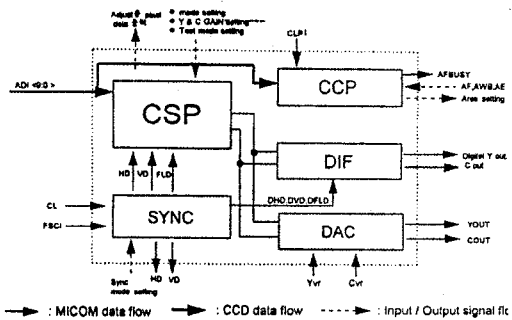 mode setting
Adjust pixel
Y & C GAIN setting
data
Test mode setting
CLP1
ADI <9:0>
CSP
CCP
AFBUSY
AF,AWB,AE
Area setting
HD VD FLD
DIF
Digital Y out
C out
DHD,DVD,DFLD
CL
FSCI
SYNC
DAC
YOUT
COUT
Sync
mode setting
HD VD
Yvr Cvr
: MICOM data flow : CCD data flow : Input / Output signal flo